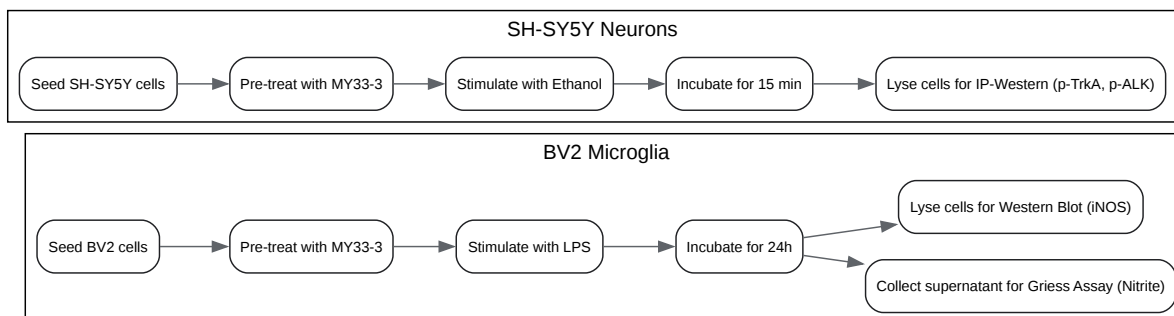 SH-SY5Y Neurons
Seed SH-SY5Y cells
Pre-treat with MY33-3
Stimulate with Ethanol
Incubate for 15 min
Lyse cells for IP-Western (p-TrkA, p-ALK)
BV2 Microglia
Seed BV2 cells
Pre-treat with MY33-3
Stimulate with LPS
Incubate for 24h
Lyse cells for Western Blot (iNOS)
Collect supernatant for Griess Assay (Nitrite)